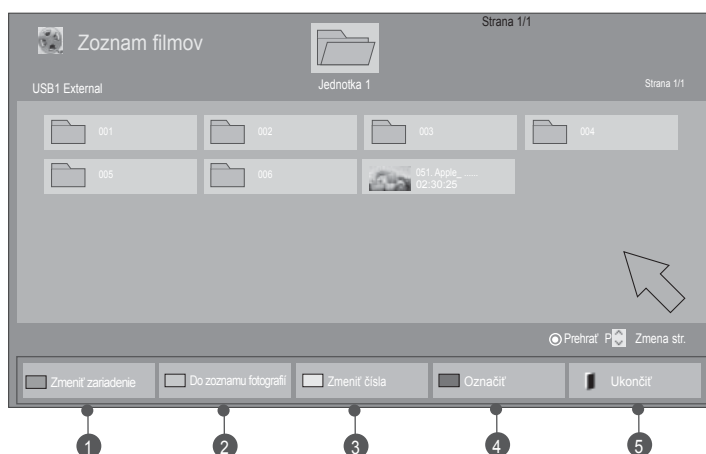 Strana 1/1
Zoznam filmov
Jednotka 1
USB1 External
Strana 1/1
001
002
003
004
005
006
051. Apple_ ......
02:30:25
Prehrať P Zmena str.
Zmeniť zariadenie
Do zoznamu fotografií
Zmeniť čísla
Označiť
Ukončiť
1
2
3
4
5